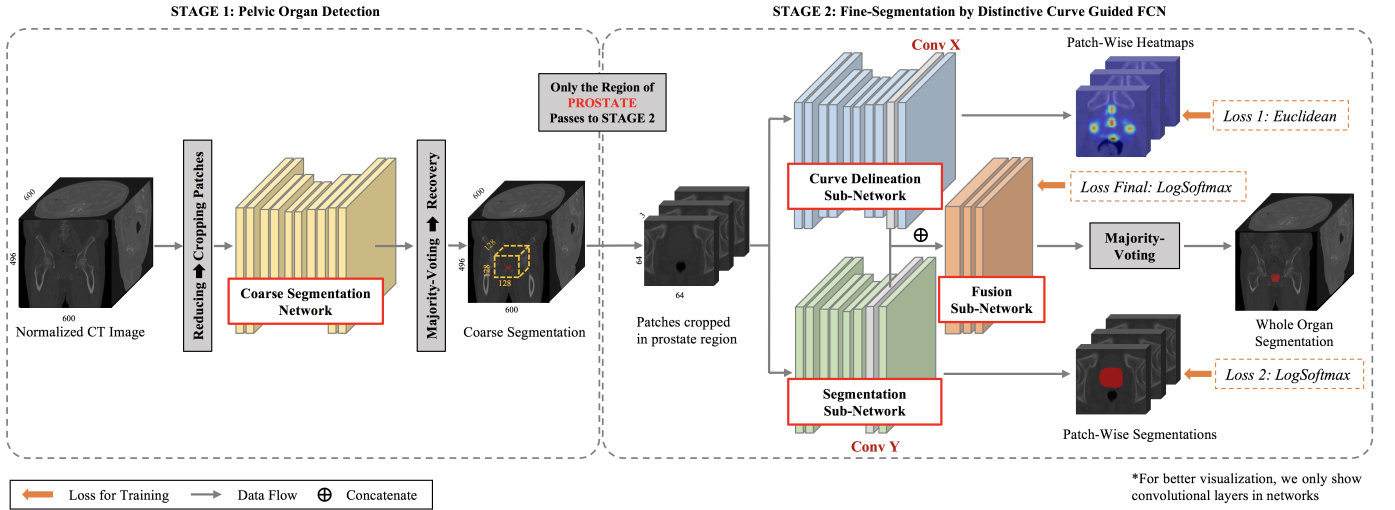 STAGE 1: Pelvic Organ Detection
STAGE 2: Fine-Segmentation by Distinctive Curve Guided FCN
600
496
600
Normalized CT Image
Reducing
Cropping Patches
Coarse Segmentation
Network
Majority-Voting
Recovery
600
496
128
128
128
600
Coarse Segmentation
Only the Region of
PROSTATE
Passes to STAGE 2
3
64
64
Patches cropped
in prostate region
Conv X
Curve Delineation
Sub-Network
Patch-Wise Heatmaps
Loss 1: Euclidean
Loss Final: LogSoftmax
Fusion
Sub-Network
Majority-
Voting
Whole Organ
Segmentation
Segmentation
Sub-Network
Conv Y
Loss 2: LogSoftmax
Patch-Wise Segmentations
Loss for Training
Data Flow
Concatenate
*For better visualization, we only show
convolutional layers in networks